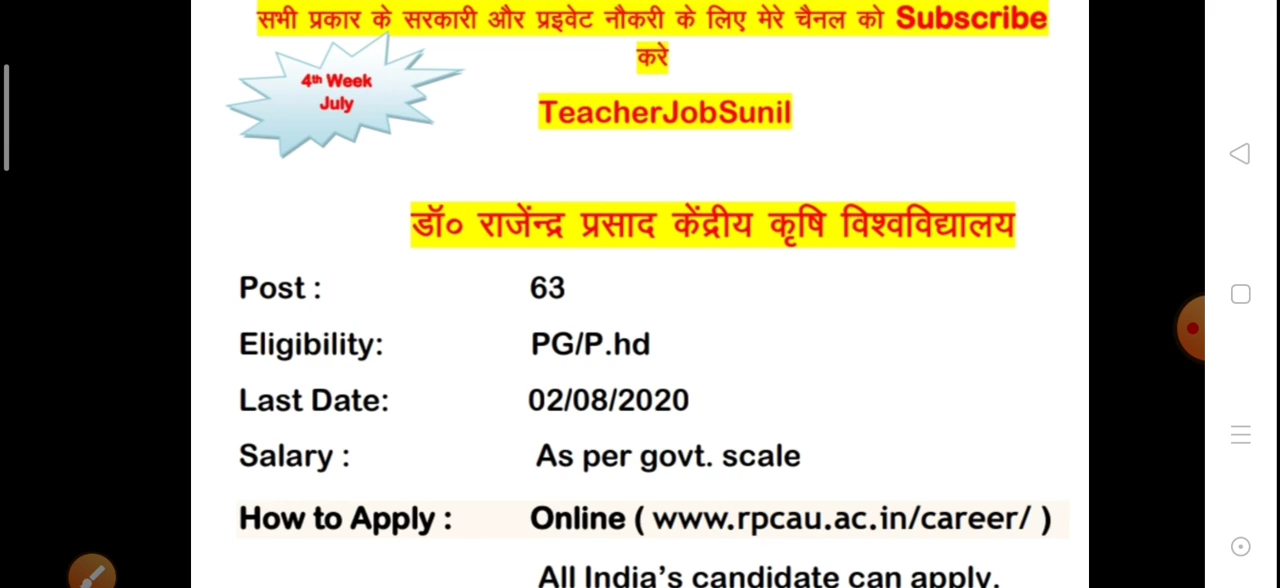 सभी प्रकार के सरकारी और प्रइवेट नौकरी के लिए मेरे चैनल को Subscribe
करे
4th Week
July
TeacherJobSunil
डॉ० राजेंन्द्र प्रसाद केंद्रीय कृषि विश्वविद्यालय
Post : 63
Eligibility: PG/P.hd
Last Date: 02/08/2020
Salary : As per govt. scale
How to Apply : Online ( www.rpcau.ac.in/career/ )
All India's candidate can apply.